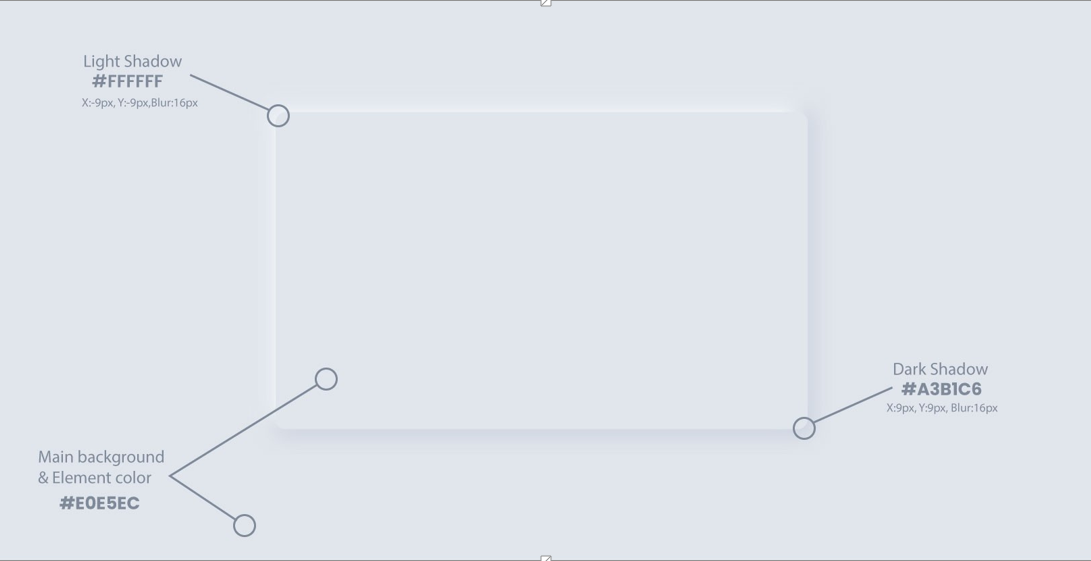 Light Shadow
#FFFFFF
X:-9px, Y:-9px,Blur:16px
Dark Shadow
#A3B1C6
X:9px, Y:9px, Blur:16px
Main background
& Element color
#E0E5EC